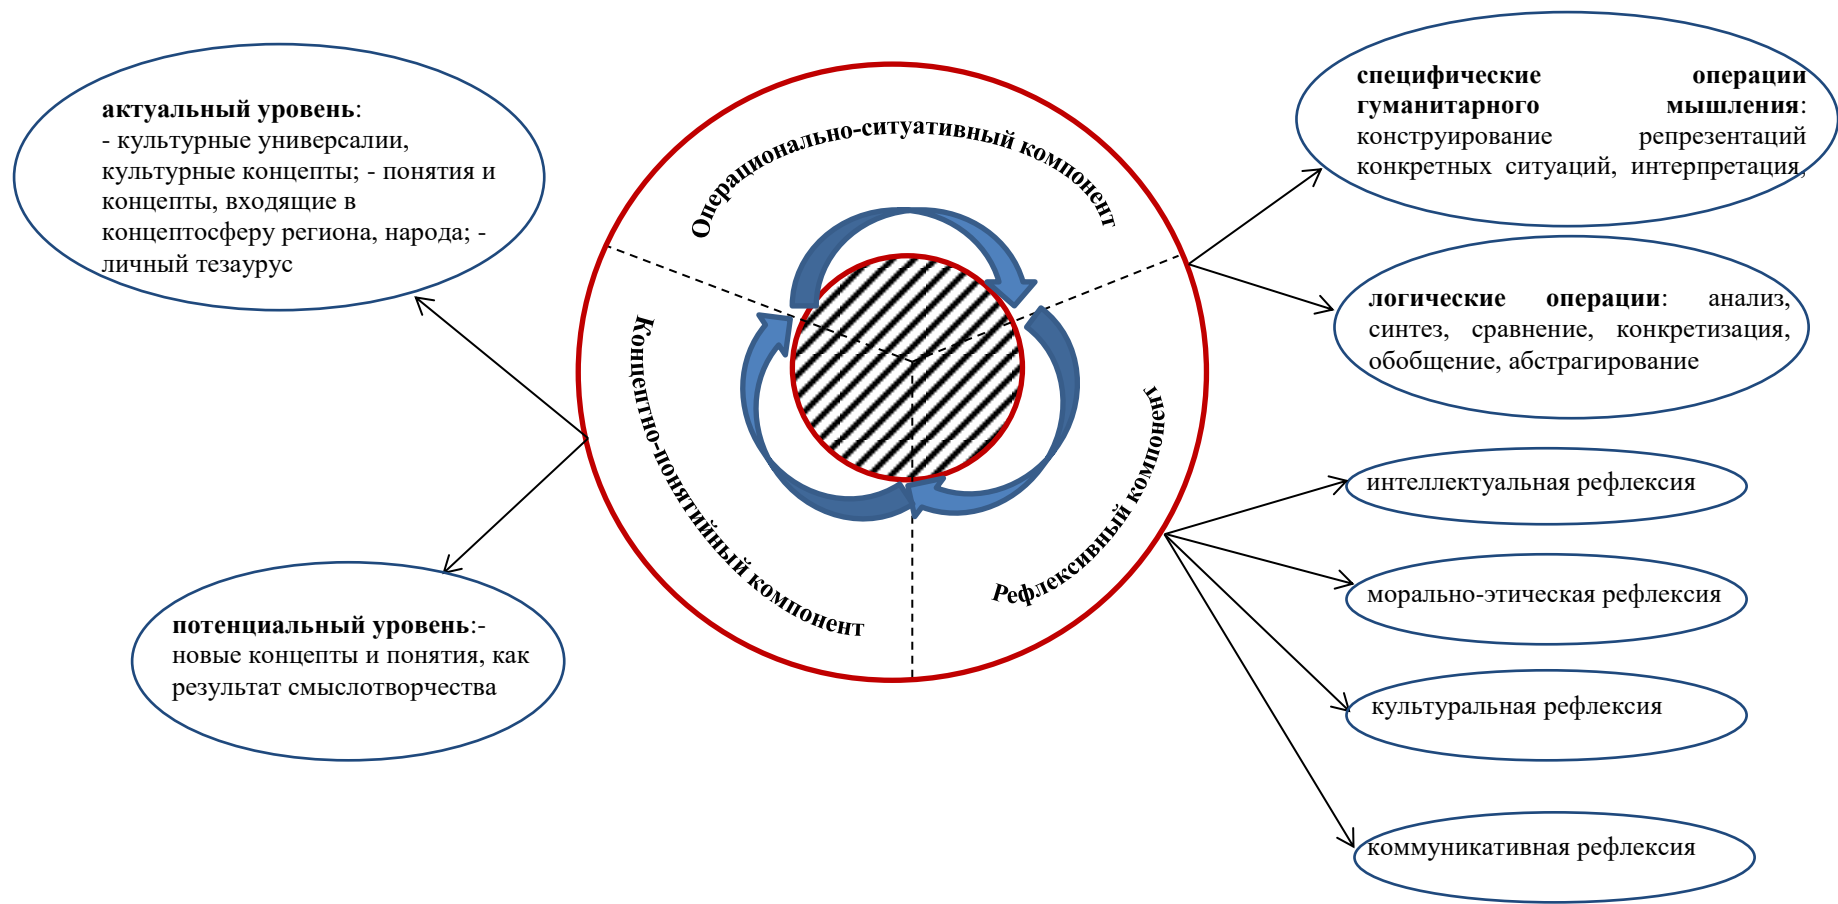 актуальный уровень:
- культурные универсалии,
культурные концепты; - понятия и
концепты, входящие в
концептосферу региона, народа; -
личный тезаурус
потенциальный уровень:-
новые концепты и понятия, как
результат смыслотворчества
Операционально-ситуативный компонент
Концептно-понятийный компонент
Рефлексивный компонент
специфические операции
гуманитарного мышления:
конструирование репрезентаций
конкретных ситуаций, интерпретация,
логические операции: анализ,
синтез, сравнение, конкретизация,
обобщение, абстрагирование
интеллектуальная рефлексия
морально-этическая рефлексия
культуральная рефлексия
коммуникативная рефлексия